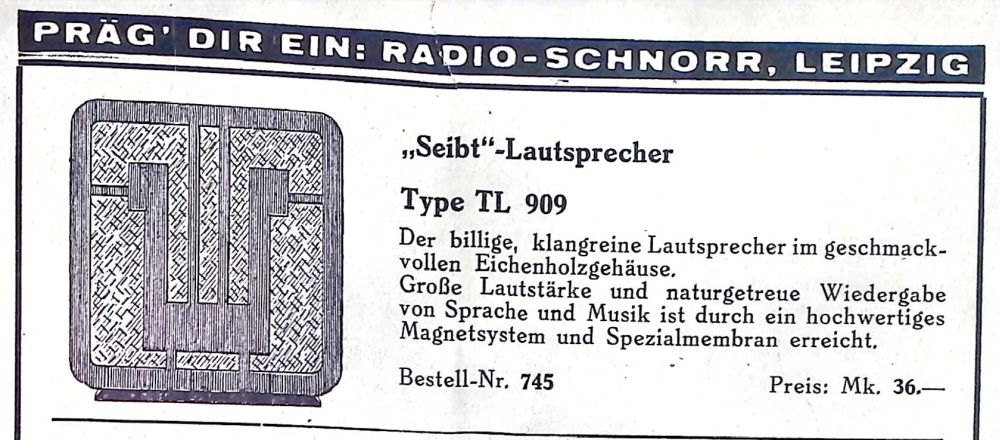 PRÄG' DIR EIN: RADIO-SCHNORR, LEIPZIG
„Seibt“-Lautsprecher
Type TL 909
Der billige, klangreine Lautsprecher im geschmack-
vollen Eichenholzgehäuse.
Große Lautstärke und naturgetreue Wiedergabe
von Sprache und Musik ist durch ein hochwertiges
Magnetsystem und Spezialmembran erreicht.
Bestell-Nr. 745 Preis: Mk. 36.—